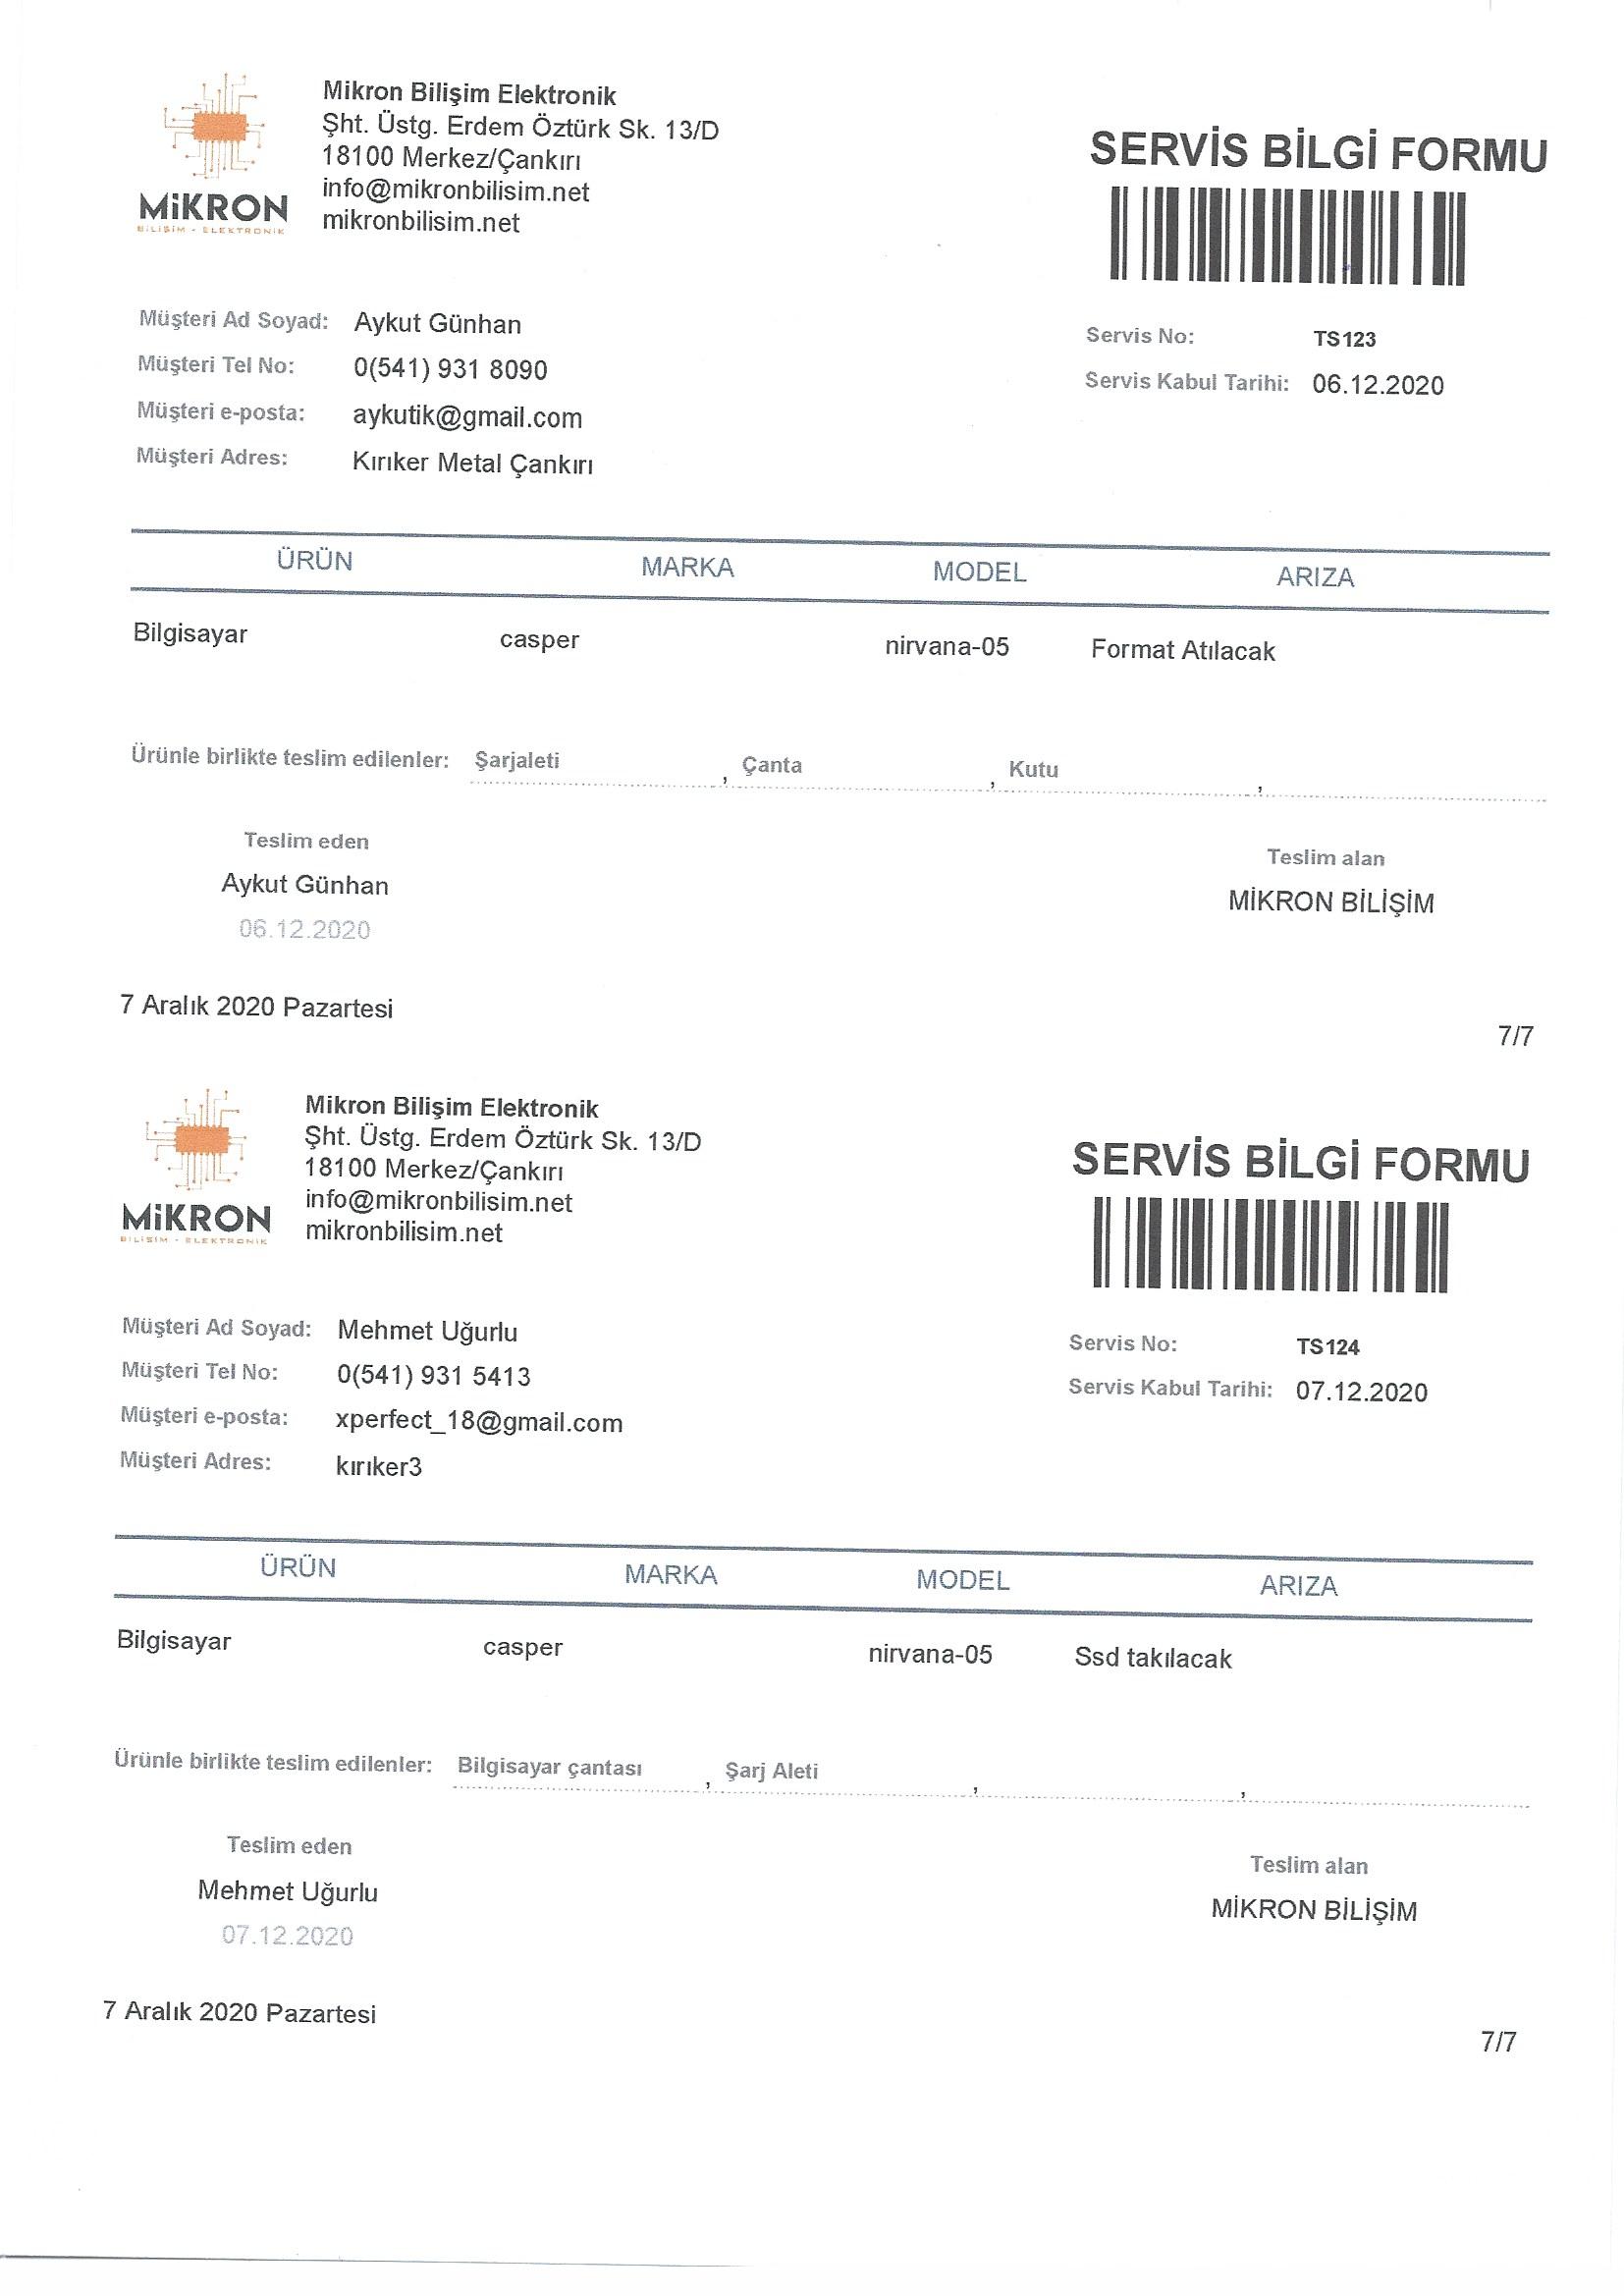 MiKRON
BİLİŞİM - ELEKTRONİK
Mikron Bilişim Elektronik
Şht. Üstg. Erdem Öztürk Sk. 13/D
18100 Merkez/Çankırı
info@mikronbilisim.net
mikronbilisim.net
SERVİS BİLGİ FORMU
Müşteri Ad Soyad: Aykut Günhan
Müşteri Tel No: 0(541) 931 8090
Müşteri e-posta: aykutik@gmail.com
Müşteri Adres: Kırıker Metal Çankırı
Servis No: TS123
Servis Kabul Tarihi: 06.12.2020
ÜRÜN MARKA MODEL ARIZA
Bilgisayar casper nirvana-05 Format Atılacak
Ürünle birlikte teslim edilenler: Şarjaleti , Çanta , Kutu ,
Teslim eden
Aykut Günhan
06.12.2020
Teslim alan
MİKRON BİLİŞİM
7 Aralık 2020 Pazartesi
7/7
MiKRON
BİLİŞİM - ELEKTRONİK
Mikron Bilişim Elektronik
Şht. Üstg. Erdem Öztürk Sk. 13/D
18100 Merkez/Çankırı
info@mikronbilisim.net
mikronbilisim.net
SERVİS BİLGİ FORMU
Müşteri Ad Soyad: Mehmet Uğurlu
Müşteri Tel No: 0(541) 931 5413
Müşteri e-posta: xperfect_18@gmail.com
Müşteri Adres: kırıker3
Servis No: TS124
Servis Kabul Tarihi: 07.12.2020
ÜRÜN MARKA MODEL ARIZA
Bilgisayar casper nirvana-05 Ssd takılacak
Ürünle birlikte teslim edilenler: Bilgisayar çantası , Şarj Aleti , ,
Teslim eden
Mehmet Uğurlu
07.12.2020
Teslim alan
MİKRON BİLİŞİM
7 Aralık 2020 Pazartesi
7/7